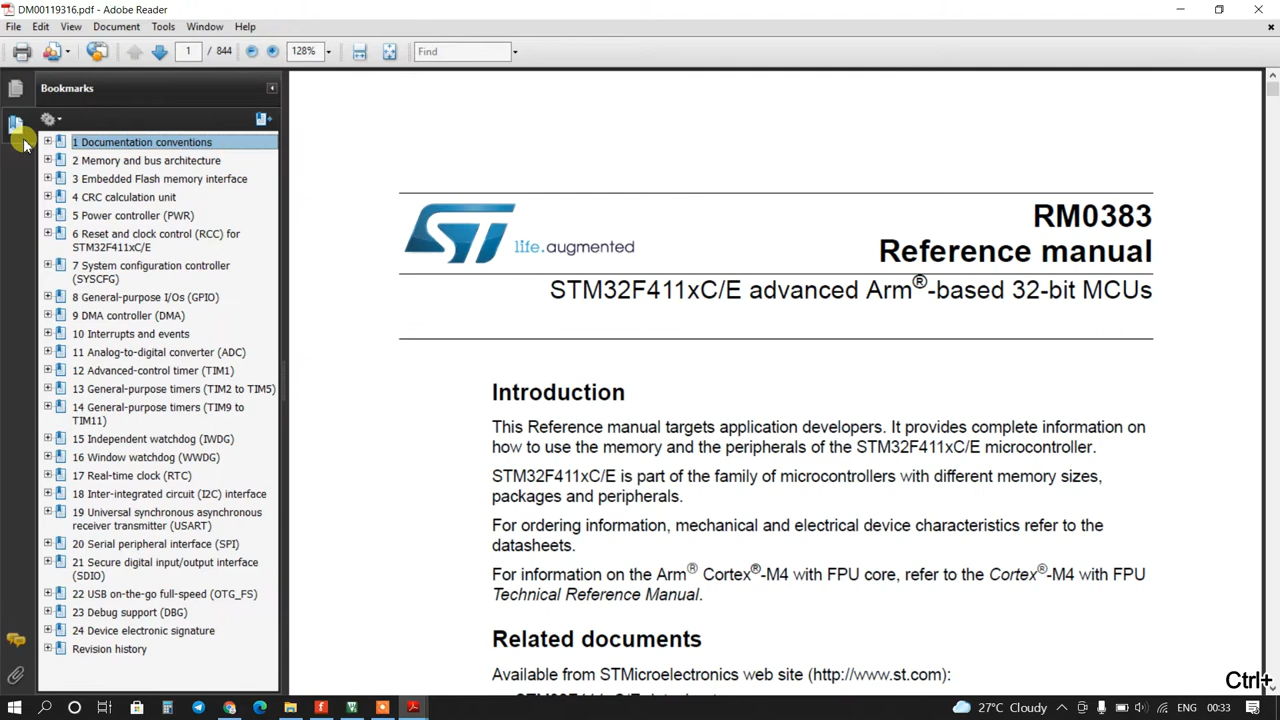 DM00119316.pdf - Adobe Reader
File Edit View Document Tools Window Help
1 / 844 128% Find
Bookmarks
1 Documentation conventions
2 Memory and bus architecture
3 Embedded Flash memory interface
4 CRC calculation unit
5 Power controller (PWR)
6 Reset and clock control (RCC) for
STM32F411xC/E
7 System configuration controller
(SYSCFG)
8 General-purpose I/Os (GPIO)
9 DMA controller (DMA)
10 Interrupts and events
11 Analog-to-digital converter (ADC)
12 Advanced-control timer (TIM1)
13 General-purpose timers (TIM2 to TIM5)
14 General-purpose timers (TIM9 to
TIM11)
15 Independent watchdog (IWDG)
16 Window watchdog (WWDG)
17 Real-time clock (RTC)
18 Inter-integrated circuit (I2C) interface
19 Universal synchronous asynchronous
receiver transmitter (USART)
20 Serial peripheral interface (SPI)
21 Secure digital input/output interface
(SDIO)
22 USB on-the-go full-speed (OTG_FS)
23 Debug support (DBG)
24 Device electronic signature
Revision history
ST life.augmented
RM0383
Reference manual
STM32F411xC/E advanced Arm®-based 32-bit MCUs
Introduction
This Reference manual targets application developers. It provides complete information on
how to use the memory and the peripherals of the STM32F411xC/E microcontroller.
STM32F411xC/E is part of the family of microcontrollers with different memory sizes,
packages and peripherals.
For ordering information, mechanical and electrical device characteristics refer to the
datasheets.
For information on the Arm® Cortex®-M4 with FPU core, refer to the Cortex®-M4 with FPU
Technical Reference Manual.
Related documents
Available from STMicroelectronics web site (http://www.st.com):
Ctrl+
27°C Cloudy ENG 00:33